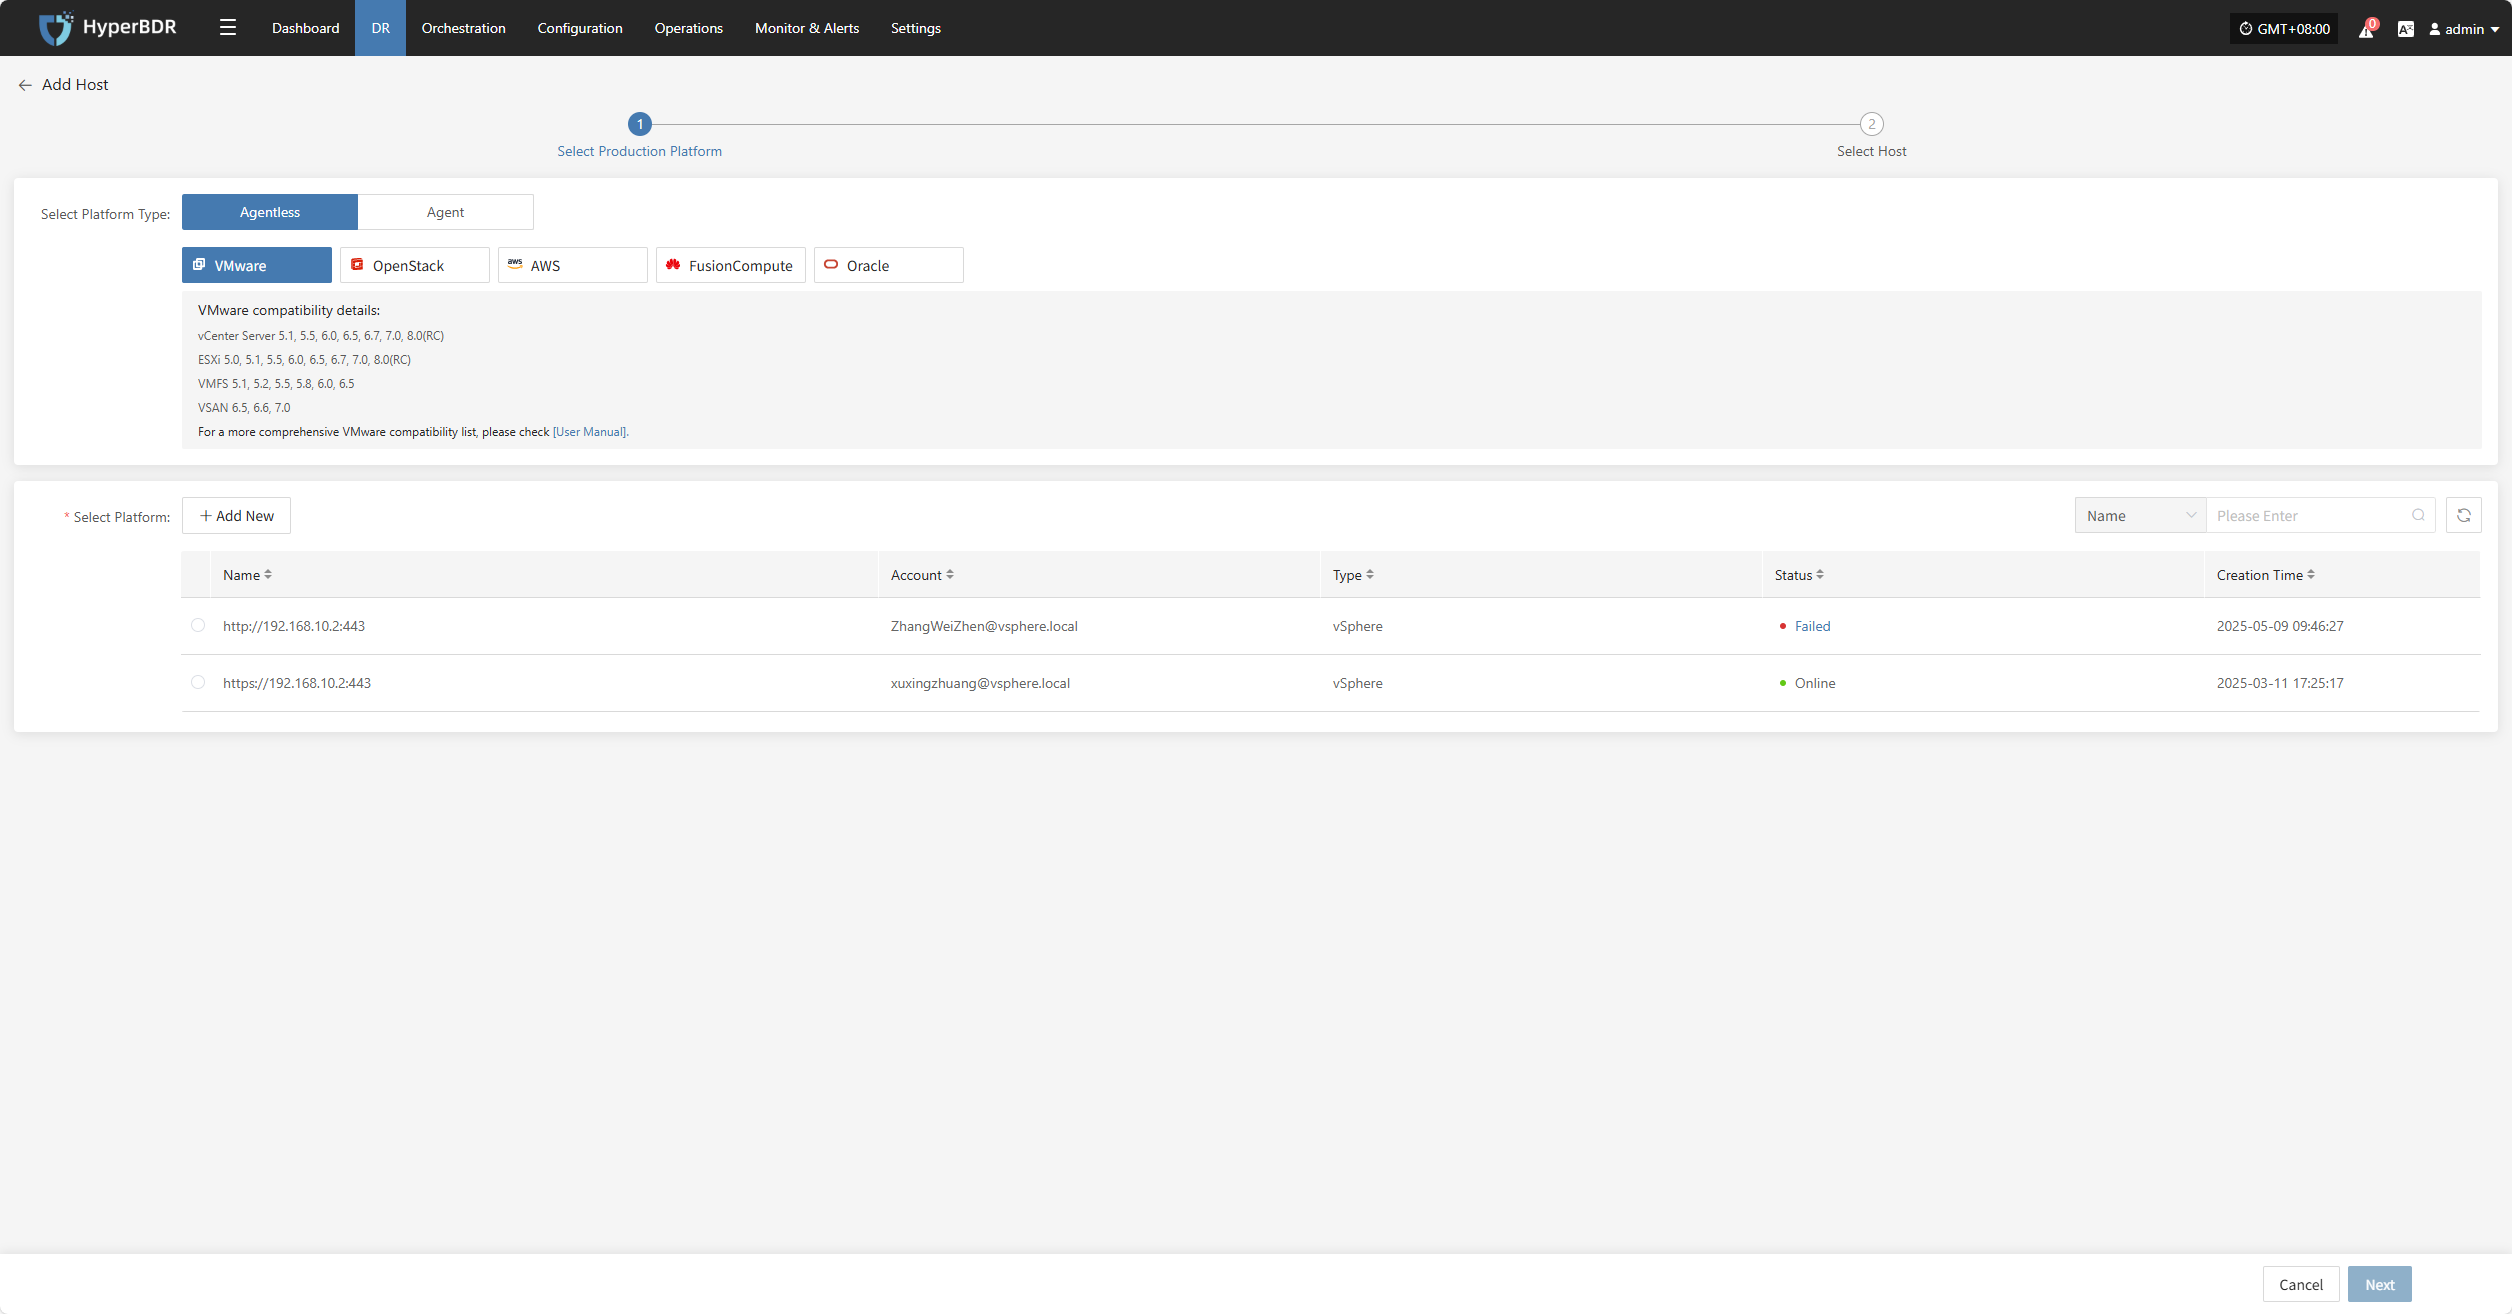 HyperBDR
Dashboard DR Orchestration Configuration Operations Monitor & Alerts Settings
GMT+08:00 0 admin
Add Host
1 2
Select Production Platform Select Host
Select Platform Type: Agentless Agent
VMware OpenStack aws AWS FusionCompute Oracle
VMware compatibility details:
vCenter Server 5.1, 5.5, 6.0, 6.5, 6.7, 7.0, 8.0(RC)
ESXi 5.0, 5.1, 5.5, 6.0, 6.5, 6.7, 7.0, 8.0(RC)
VMFS 5.1, 5.2, 5.5, 5.8, 6.0, 6.5
VSAN 6.5, 6.6, 7.0
For a more comprehensive VMware compatibility list, please check [User Manual].
* Select Platform: + Add New Name Please Enter
Name Account Type Status Creation Time
http://192.168.10.2:443 ZhangWeiZhen@vsphere.local vSphere Failed 2025-05-09 09:46:27
https://192.168.10.2:443 xuxingzhuang@vsphere.local vSphere Online 2025-03-11 17:25:17
Cancel Next